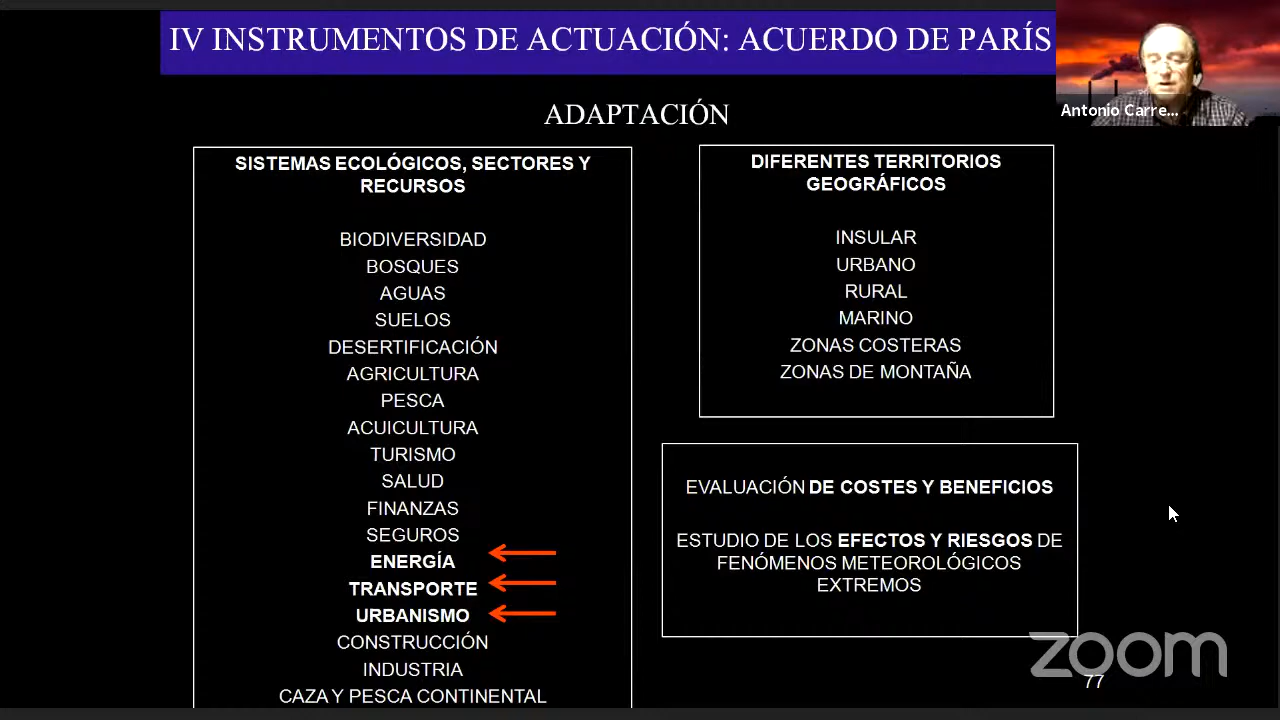 IV INSTRUMENTOS DE ACTUACIÓN: ACUERDO DE PARÍS
Antonio Carre...
ADAPTACIÓN
SISTEMAS ECOLÓGICOS, SECTORES Y
RECURSOS
BIODIVERSIDAD
BOSQUES
AGUAS
SUELOS
DESERTIFICACIÓN
AGRICULTURA
PESCA
ACUICULTURA
TURISMO
SALUD
FINANZAS
SEGUROS
ENERGÍA
TRANSPORTE
URBANISMO
CONSTRUCCIÓN
INDUSTRIA
CAZA Y PESCA CONTINENTAL
DIFERENTES TERRITORIOS
GEOGRÁFICOS
INSULAR
URBANO
RURAL
MARINO
ZONAS COSTERAS
ZONAS DE MONTAÑA
EVALUACIÓN DE COSTES Y BENEFICIOS
ESTUDIO DE LOS EFECTOS Y RIESGOS DE
FENÓMENOS METEOROLÓGICOS
EXTREMOS
zoom
77